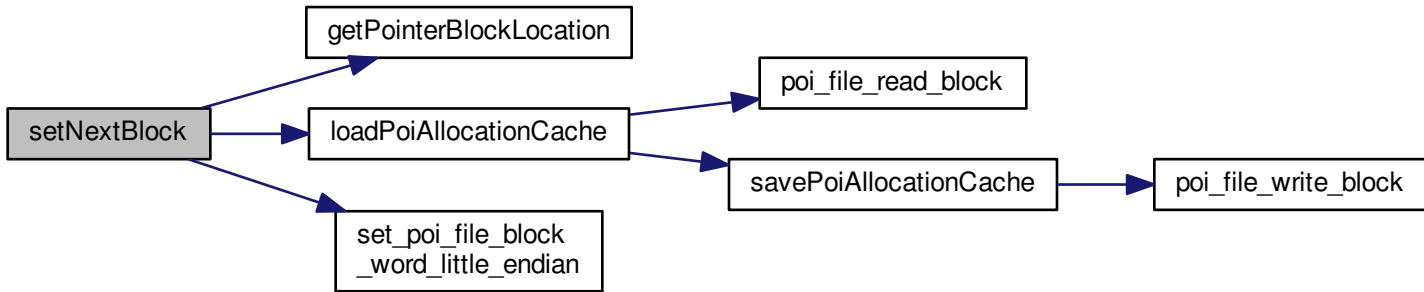 getPointerBlockLocation
setNextBlock
loadPoiAllocationCache
poi_file_read_block
savePoiAllocationCache
poi_file_write_block
set_poi_file_block
_word_little_endian